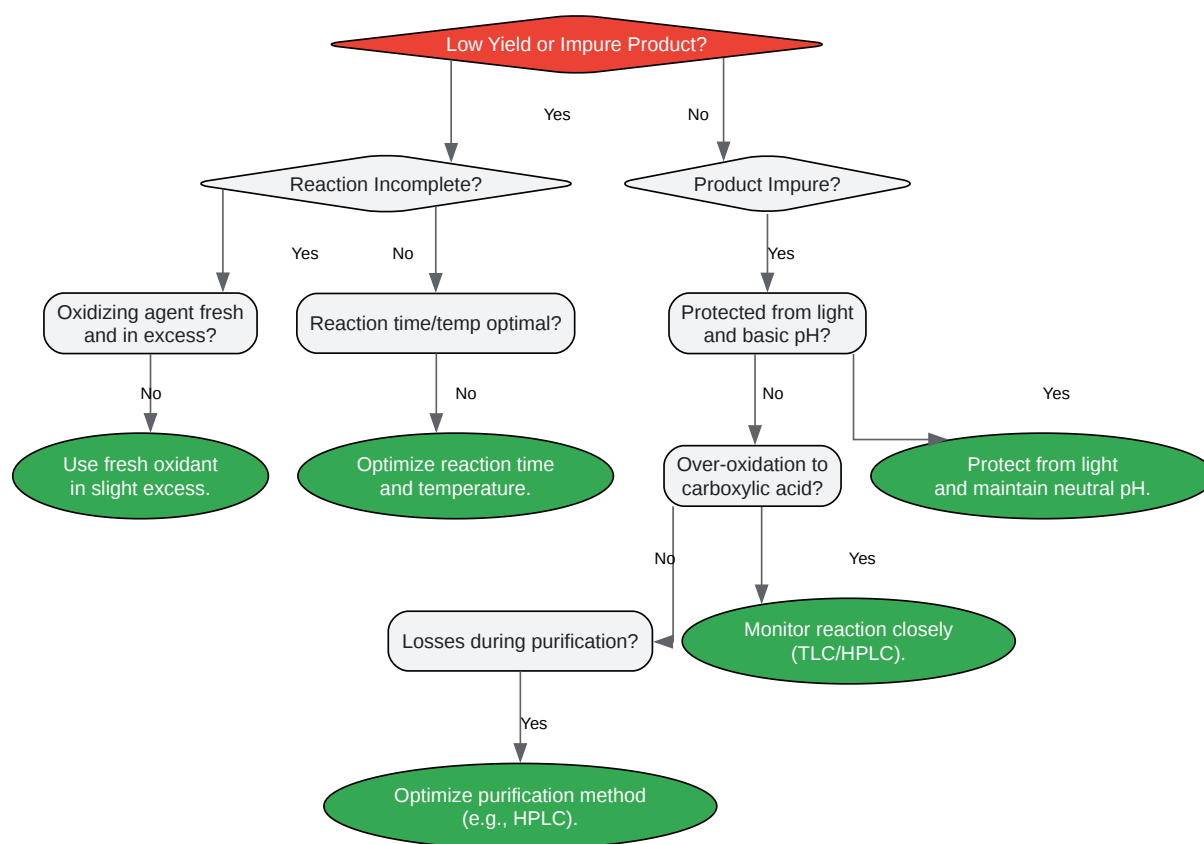 Low Yield or Impure Product?
Yes
No
Reaction Incomplete?
Product Impure?
Yes
No
Yes
Oxidizing agent fresh
and in excess?
Reaction time/temp optimal?
Protected from light
and basic pH?
No
No
No
Yes
Use fresh oxidant
in slight excess.
Optimize reaction time
and temperature.
Over-oxidation to
carboxylic acid?
Protect from light
and maintain neutral pH.
No
Yes
Losses during purification?
Monitor reaction closely
(TLC/HPLC).
Yes
Optimize purification method
(e.g., HPLC).